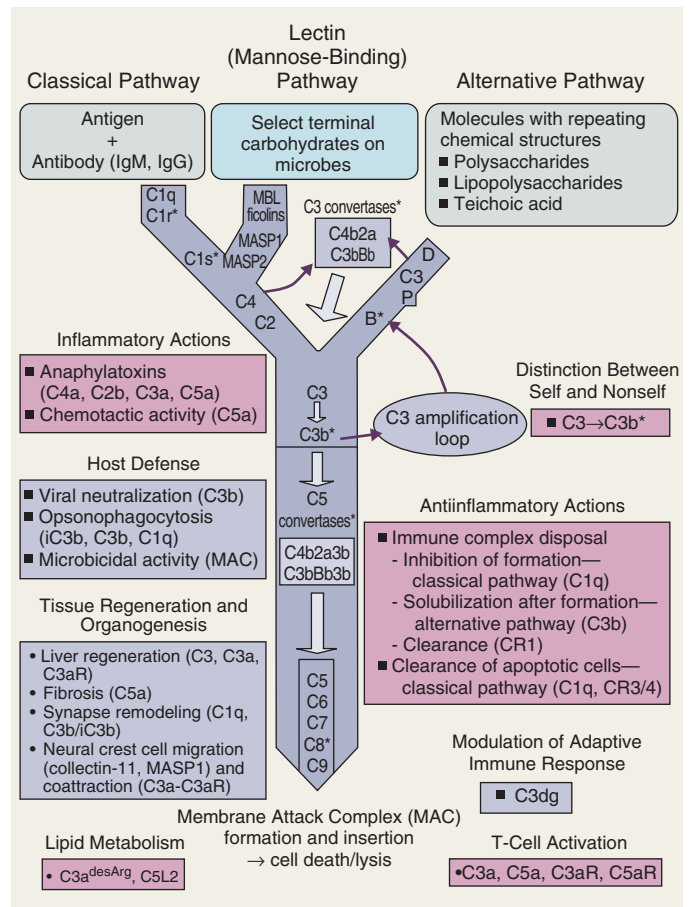 Classical Pathway
Lectin
(Mannose-Binding)
Pathway
Alternative Pathway
Antigen
+
Antibody (IgM, IgG)
Select terminal
carbohydrates on
microbes
Molecules with repeating
chemical structures
■ Polysaccharides
■ Lipopolysaccharides
■ Teichoic acid
C1q
C1r*
C1s*
MBL
ficolins
MASP1
MASP2
C4
C2
C3 convertases*
C4b2a
C3bBb
D
C3
P
B*
C3
C3b*
C3 amplification
loop
Inflammatory Actions
■ Anaphylatoxins
(C4a, C2b, C3a, C5a)
■ Chemotactic activity (C5a)
Distinction Between
Self and Nonself
■ C3→C3b*
Host Defense
■ Viral neutralization (C3b)
■ Opsonophagocytosis
(iC3b, C3b, C1q)
■ Microbicidal activity (MAC)
C5
convertases*
C4b2a3b
C3bBb3b
Antiinflammatory Actions
■ Immune complex disposal
- Inhibition of formation—
classical pathway (C1q)
- Solubilization after formation—
alternative pathway (C3b)
- Clearance (CR1)
■ Clearance of apoptotic cells—
classical pathway (C1q, CR3/4)
Tissue Regeneration and
Organogenesis
• Liver regeneration (C3, C3a,
C3aR)
• Fibrosis (C5a)
• Synapse remodeling (C1q,
C3b/iC3b)
• Neural crest cell migration
(collectin-11, MASP1) and
coattraction (C3a-C3aR)
C5
C6
C7
C8*
C9
Modulation of Adaptive
Immune Response
■ C3dg
Membrane Attack Complex (MAC)
formation and insertion
→ cell death/lysis
Lipid Metabolism
• C3adesArg, C5L2
T-Cell Activation
•C3a, C5a, C3aR, C5aR